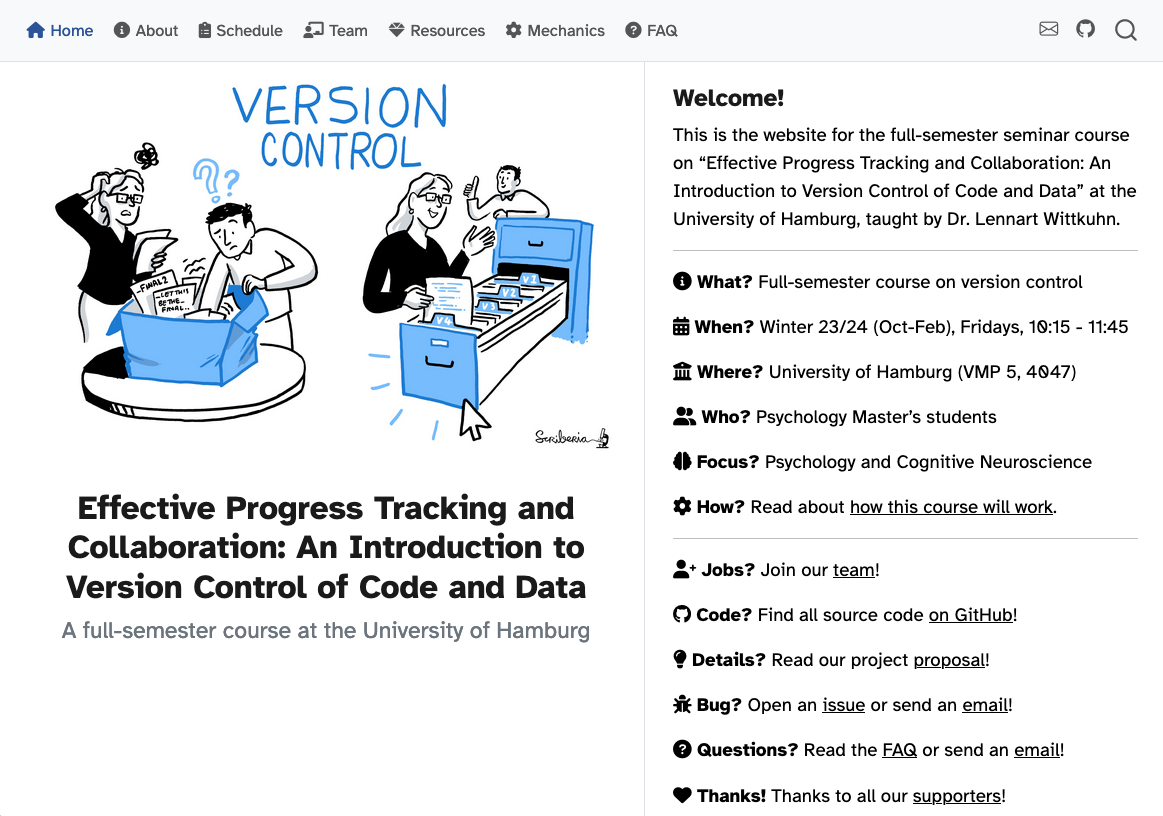 Home About Schedule Team Resources Mechanics FAQ
VERSION
CONTROL
??
-FINAL2
-LET THIS
BE THE
FINAL..
V1
V2
V3
V4
Scriberia
Effective Progress Tracking and
Collaboration: An Introduction to
Version Control of Code and Data
A full-semester course at the University of Hamburg
Welcome!
This is the website for the full-semester seminar course
on “Effective Progress Tracking and Collaboration: An
Introduction to Version Control of Code and Data” at the
University of Hamburg, taught by Dr. Lennart Wittkuhn.
What? Full-semester course on version control
When? Winter 23/24 (Oct-Feb), Fridays, 10:15 - 11:45
Where? University of Hamburg (VMP 5, 4047)
Who? Psychology Master’s students
Focus? Psychology and Cognitive Neuroscience
How? Read about how this course will work.
Jobs? Join our team!
Code? Find all source code on GitHub!
Details? Read our project proposal!
Bug? Open an issue or send an email!
Questions? Read the FAQ or send an email!
Thanks! Thanks to all our supporters!